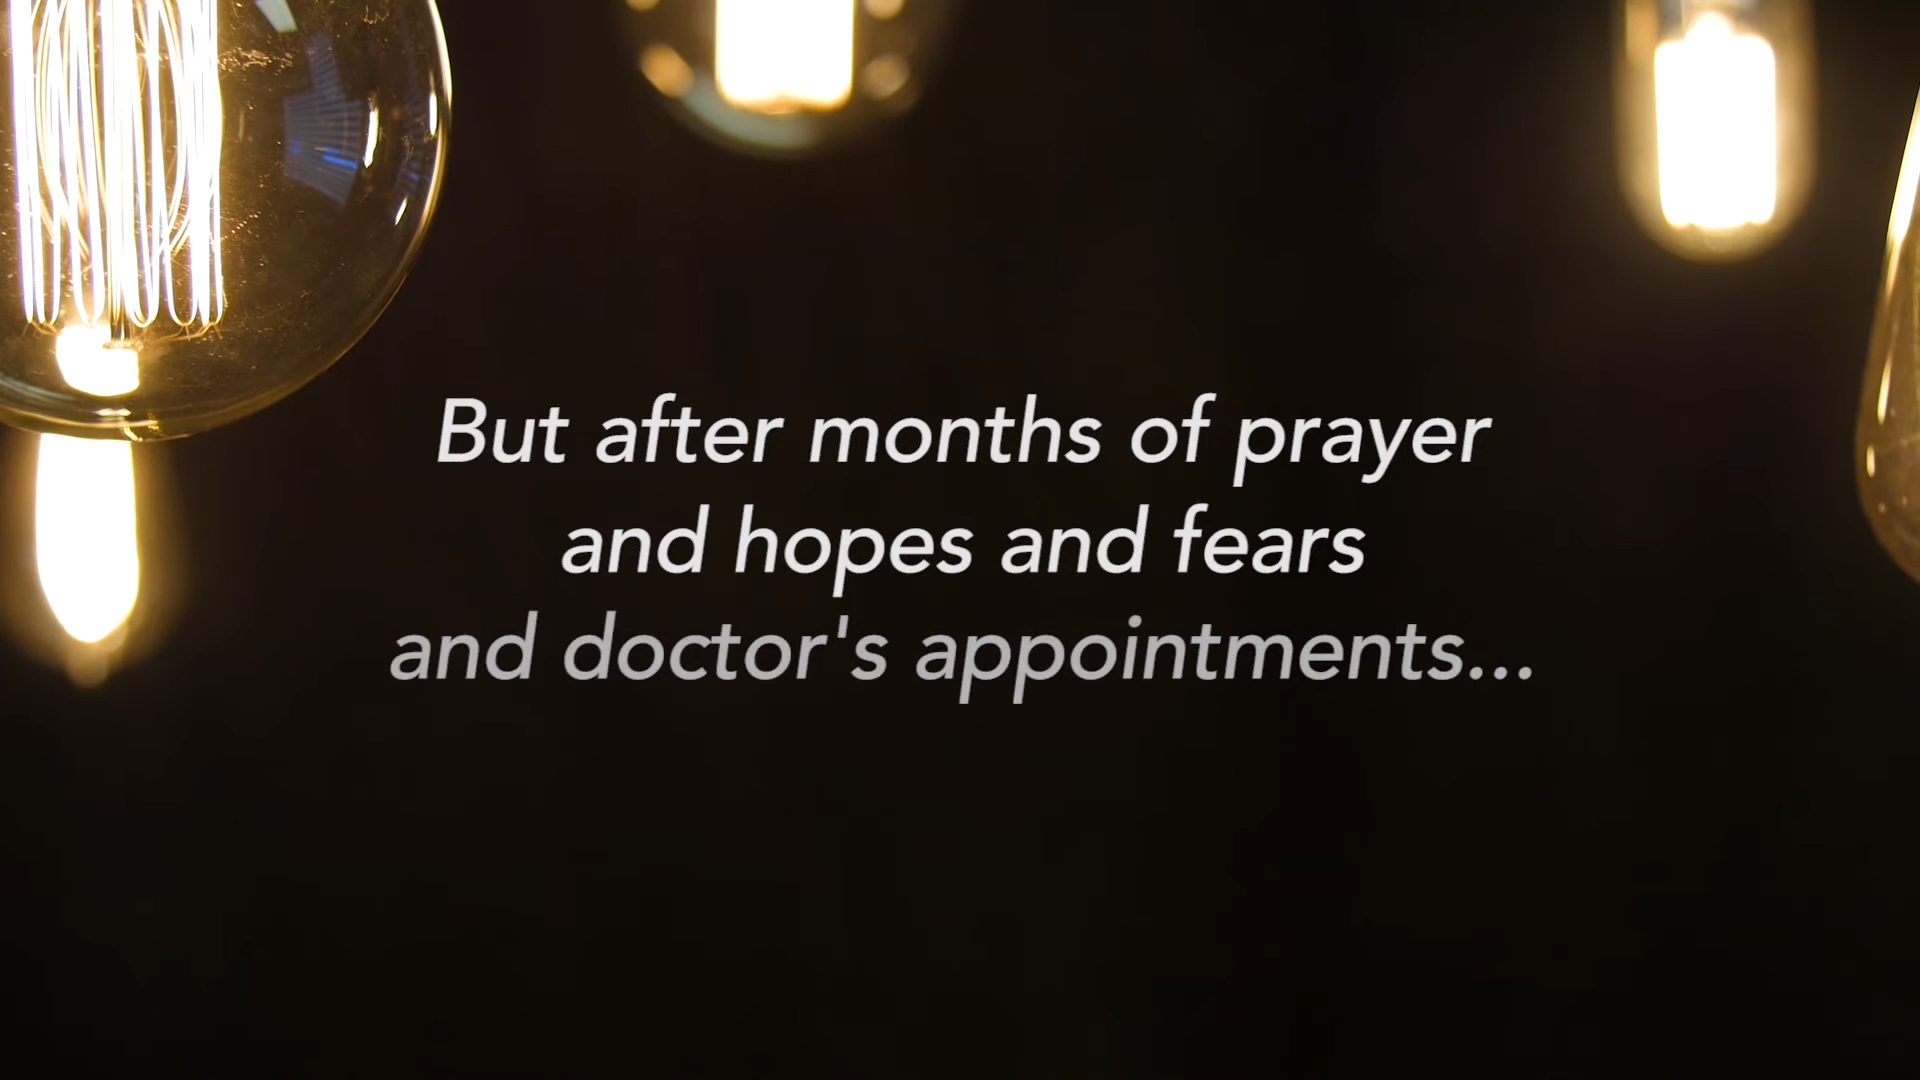 But after months of prayer
and hopes and fears
and doctor's appointments...